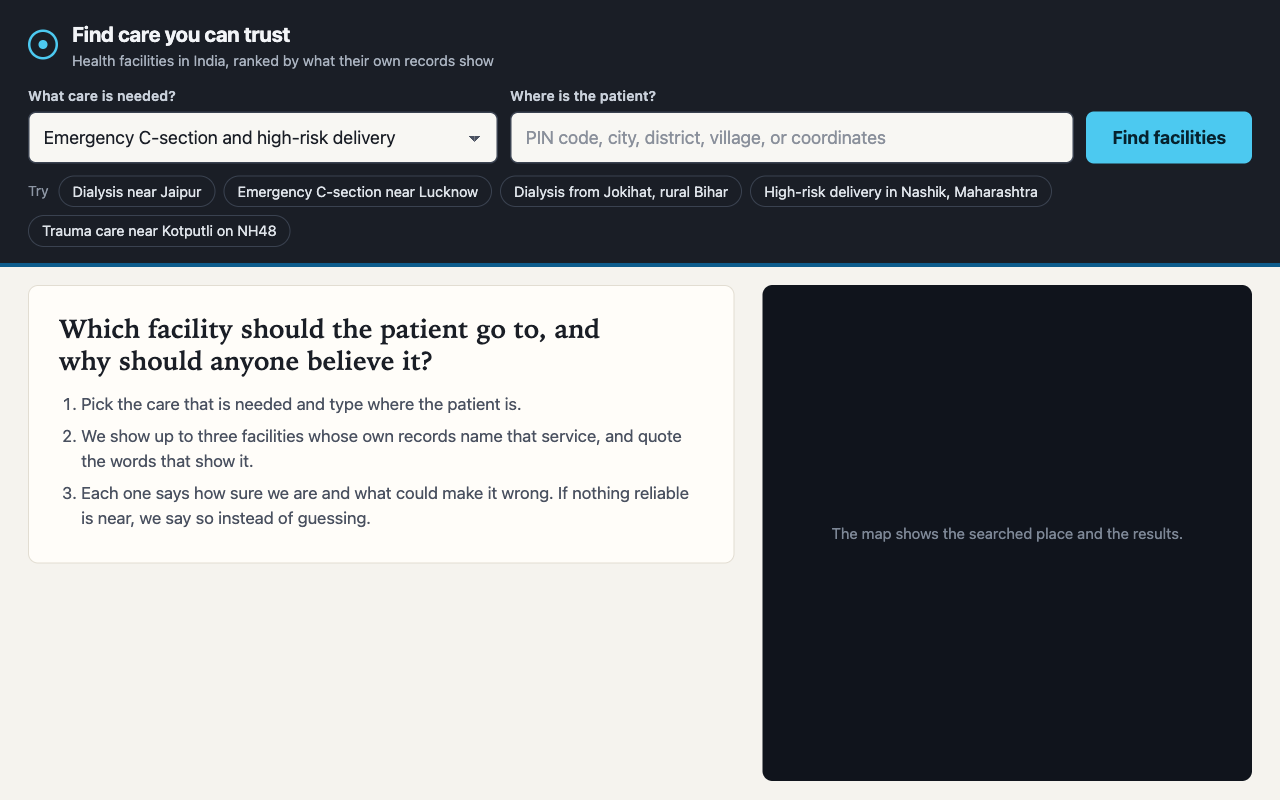 Find care you can trust
Health facilities in India, ranked by what their own records show
What care is needed?
Where is the patient?
Emergency C-section and high-risk delivery
PIN code, city, district, village, or coordinates
Find facilities
Try
Dialysis near Jaipur
Emergency C-section near Lucknow
Dialysis from Jokihat, rural Bihar
High-risk delivery in Nashik, Maharashtra
Trauma care near Kotputli on NH48
Which facility should the patient go to, and
why should anyone believe it?
1. Pick the care that is needed and type where the patient is.
2. We show up to three facilities whose own records name that service, and quote
the words that show it.
3. Each one says how sure we are and what could make it wrong. If nothing reliable
is near, we say so instead of guessing.
The map shows the searched place and the results.